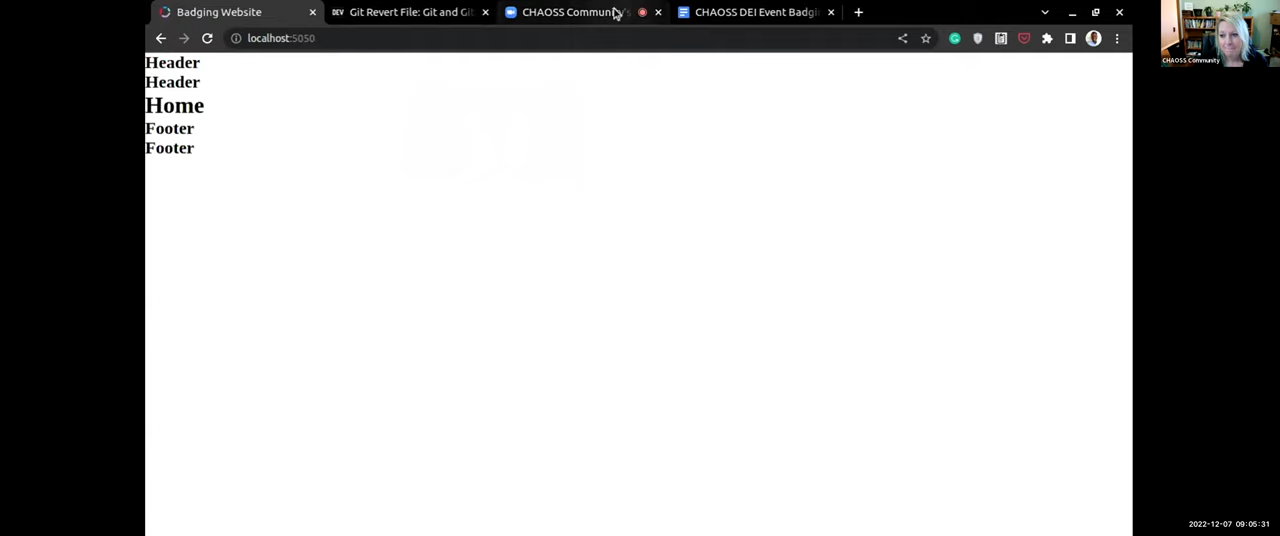 Badging Website
Git Revert File: Git and Git
CHAOSS Community's
CHAOSS DEI Event Badgi
localhost:5050
Header
Header
Home
Footer
Footer
CHAOSS Community
2022-12-07 09:05:31